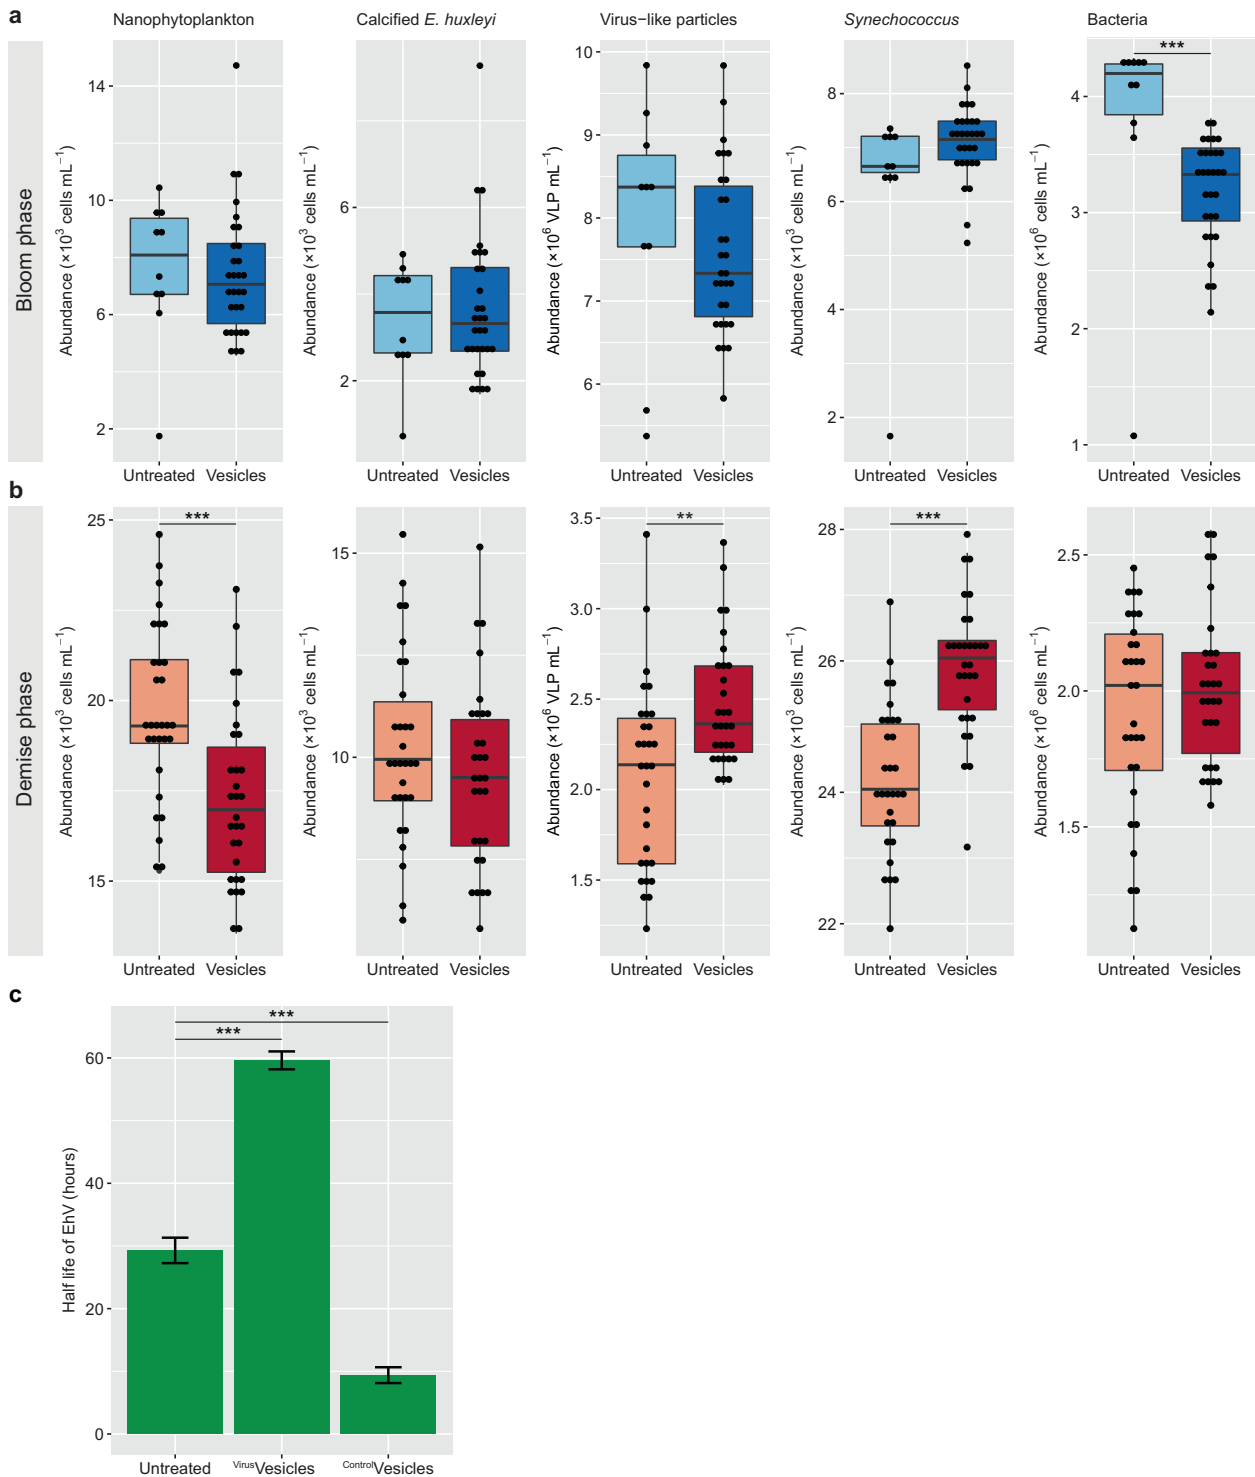 a
Nanophytoplankton
Calcified E. huxleyi
Virus−like particles
Synechococcus
Bacteria
Bloom phase
Abundance (×10³ cells mL⁻¹)
14
10
6
2
Untreated Vesicles
Abundance (×10³ cells mL⁻¹)
6
2
Untreated Vesicles
Abundance (×10⁶ VLP mL⁻¹)
10
9
8
7
6
Untreated Vesicles
Abundance (×10³ cells mL⁻¹)
8
6
4
2
Untreated Vesicles
Abundance (×10⁶ cells mL⁻¹)
***
4
3
2
1
Untreated Vesicles
b
Demise phase
Abundance (×10³ cells mL⁻¹)
***
25
20
15
Untreated Vesicles
Abundance (×10³ cells mL⁻¹)
15
10
Untreated Vesicles
Abundance (×10⁶ VLP mL⁻¹)
**
3.5
3.0
2.5
2.0
1.5
Untreated Vesicles
Abundance (×10³ cells mL⁻¹)
***
28
26
24
22
Untreated Vesicles
Abundance (×10⁶ cells mL⁻¹)
2.5
2.0
1.5
Untreated Vesicles
c
Half life of EhV (hours)
***
***
60
40
20
0
Untreated ᵛⁱʳᵘˢVesicles ᶜᵒⁿᵗʳᵒˡVesicles